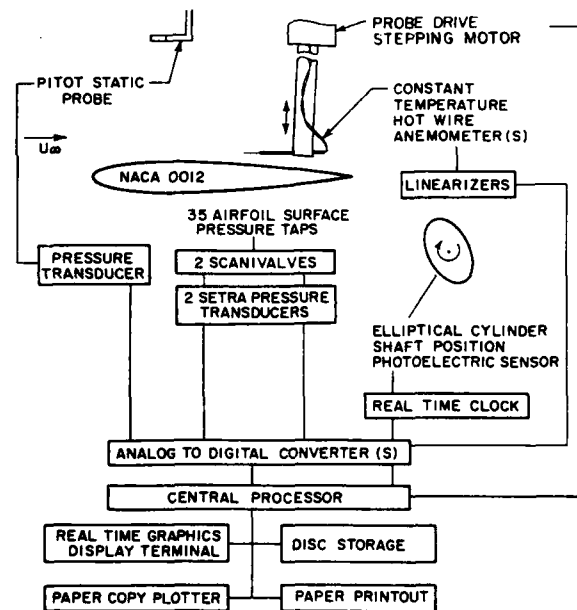 PROBE DRIVE
STEPPING MOTOR
PITOT STATIC
PROBE
CONSTANT
TEMPERATURE
HOT WIRE
ANEMOMETER(S)
U∞
NACA 0012
LINEARIZERS
35 AIRFOIL SURFACE
PRESSURE TAPS
PRESSURE
TRANSDUCER
2 SCANIVALVES
2 SETRA PRESSURE
TRANSDUCERS
ELLIPTICAL CYLINDER
SHAFT POSITION
PHOTOELECTRIC SENSOR
REAL TIME CLOCK
ANALOG TO DIGITAL CONVERTER (S)
CENTRAL PROCESSOR
REAL TIME GRAPHICS
DISPLAY TERMINAL
DISC STORAGE
PAPER COPY PLOTTER
PAPER PRINTOUT